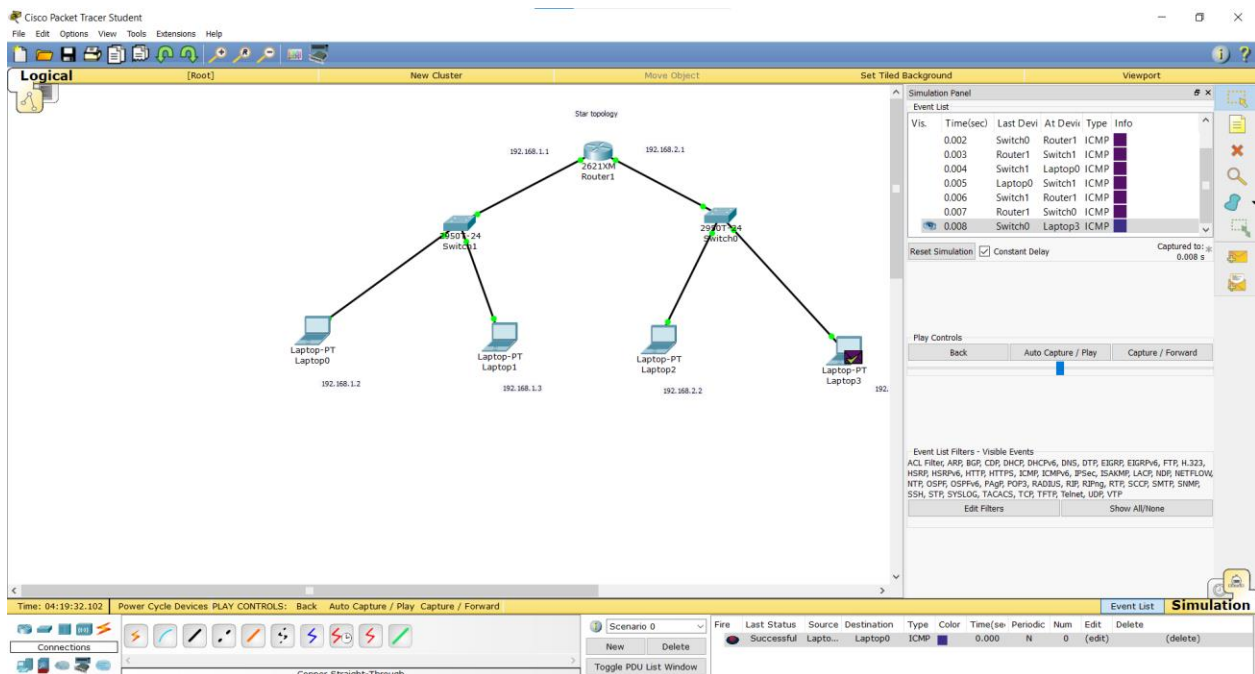 Cisco Packet Tracer Student
File Edit Options View Tools Extensions Help
Logical [Root] New Cluster Move Object Set Tiled Background Viewport
Star topology
192.168.1.1
192.168.2.1
2621XM
Router1
2950T-24
Switch1
2950T-24
Switch0
Laptop-PT
Laptop0
192.168.1.2
Laptop-PT
Laptop1
192.168.1.3
Laptop-PT
Laptop2
192.168.2.2
Laptop-PT
Laptop3
192.
Simulation Panel
Event List
Vis. Time(sec) Last Devi At Devic Type Info
0.002 Switch0 Router1 ICMP
0.003 Router1 Switch1 ICMP
0.004 Switch1 Laptop0 ICMP
0.005 Laptop0 Switch1 ICMP
0.006 Switch1 Router1 ICMP
0.007 Router1 Switch0 ICMP
0.008 Switch0 Laptop3 ICMP
Reset Simulation Constant Delay Captured to: *
0.008 s
Play Controls
Back Auto Capture / Play Capture / Forward
Event List Filters - Visible Events
ACL Filter, ARP, BGP, CDP, DHCP, DHCPv6, DNS, DTP, EIGRP, EIGRPv6, FTP, H.323,
HSRP, HSRPv6, HTTP, HTTPS, ICMP, ICMPv6, IPSec, ISAKMP, LACP, NDP, NETFLOW,
NTP, OSPF, OSPFv6, PAgP, POP3, RADIUS, RIP, RIPng, RTP, SCCP, SMTP, SNMP,
SSH, STP, SYSLOG, TACACS, TCP, TFTP, Telnet, UDP, VTP
Edit Filters Show All/None
Time: 04:19:32.102 Power Cycle Devices PLAY CONTROLS: Back Auto Capture / Play Capture / Forward
Event List Simulation
Connections
Copper Straight-Through
Scenario 0
New Delete
Toggle PDU List Window
Fire Last Status Source Destination Type Color Time(se Periodic Num Edit Delete
Successful Lapto... Laptop0 ICMP 0.000 N 0 (edit) (delete)